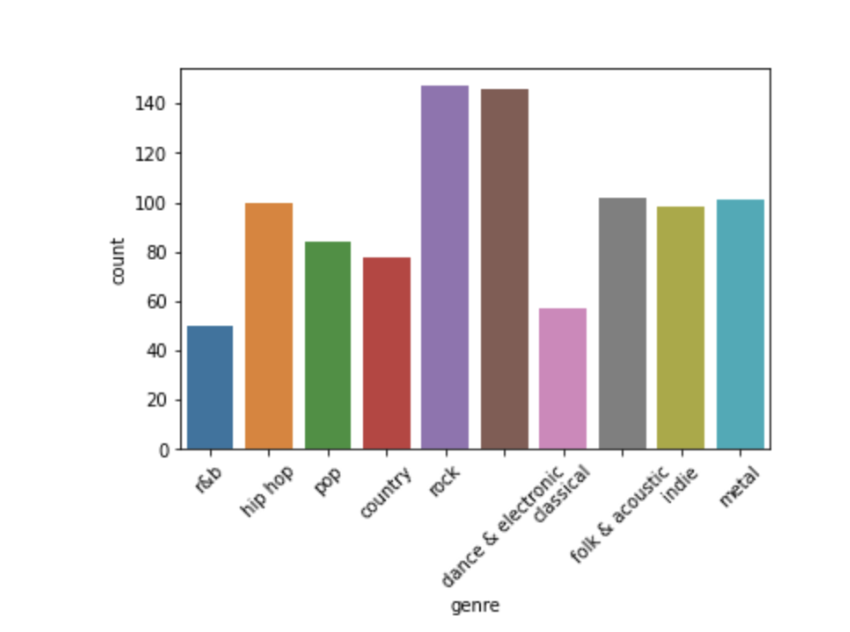 140
120
100
80
60
40
20
0
count
r&b
hip hop
pop
country
rock
dance & electronic
classical
folk & acoustic
indie
metal
genre